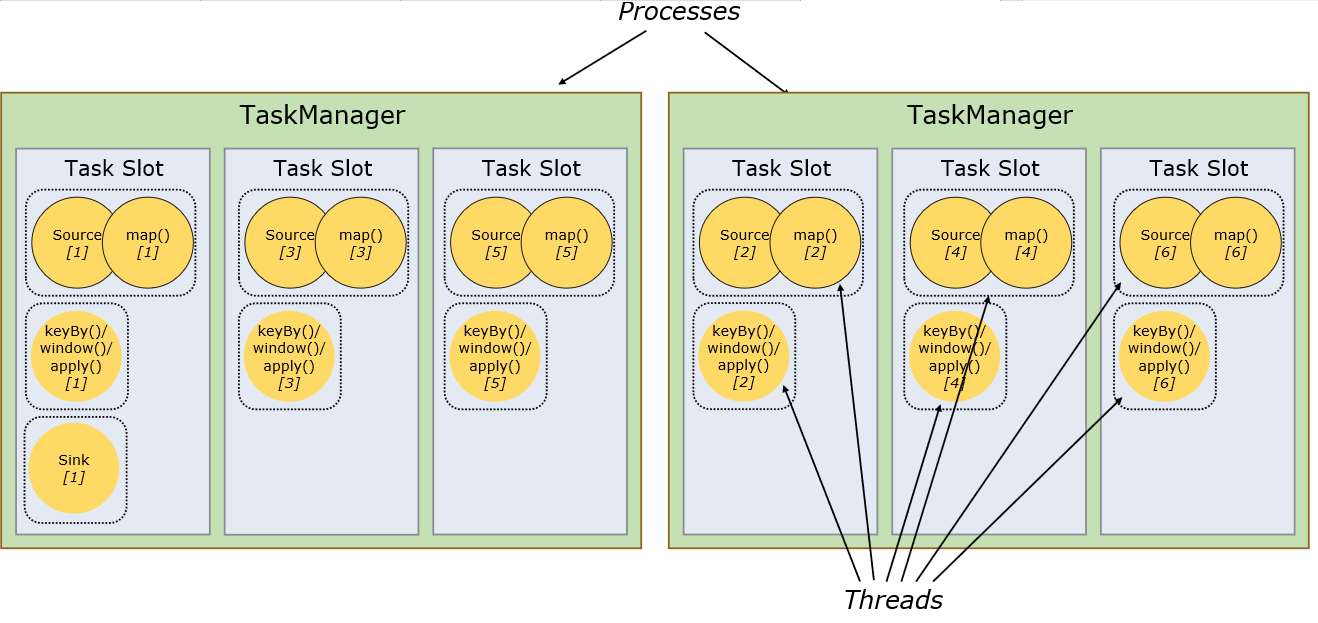 Processes
TaskManager
Task Slot
Source
[1]
map()
[1]
keyBy()/
window()/
apply()
[1]
Sink
[1]
Task Slot
Source
[3]
map()
[3]
keyBy()/
window()/
apply()
[3]
Task Slot
Source
[5]
map()
[5]
keyBy()/
window()/
apply()
[5]
TaskManager
Task Slot
Source
[2]
map()
[2]
keyBy()/
window()/
apply()
[2]
Task Slot
Source
[4]
map()
[4]
keyBy()/
window()/
apply()
[4]
Task Slot
Source
[6]
map()
[6]
keyBy()/
window()/
apply()
[6]
Threads